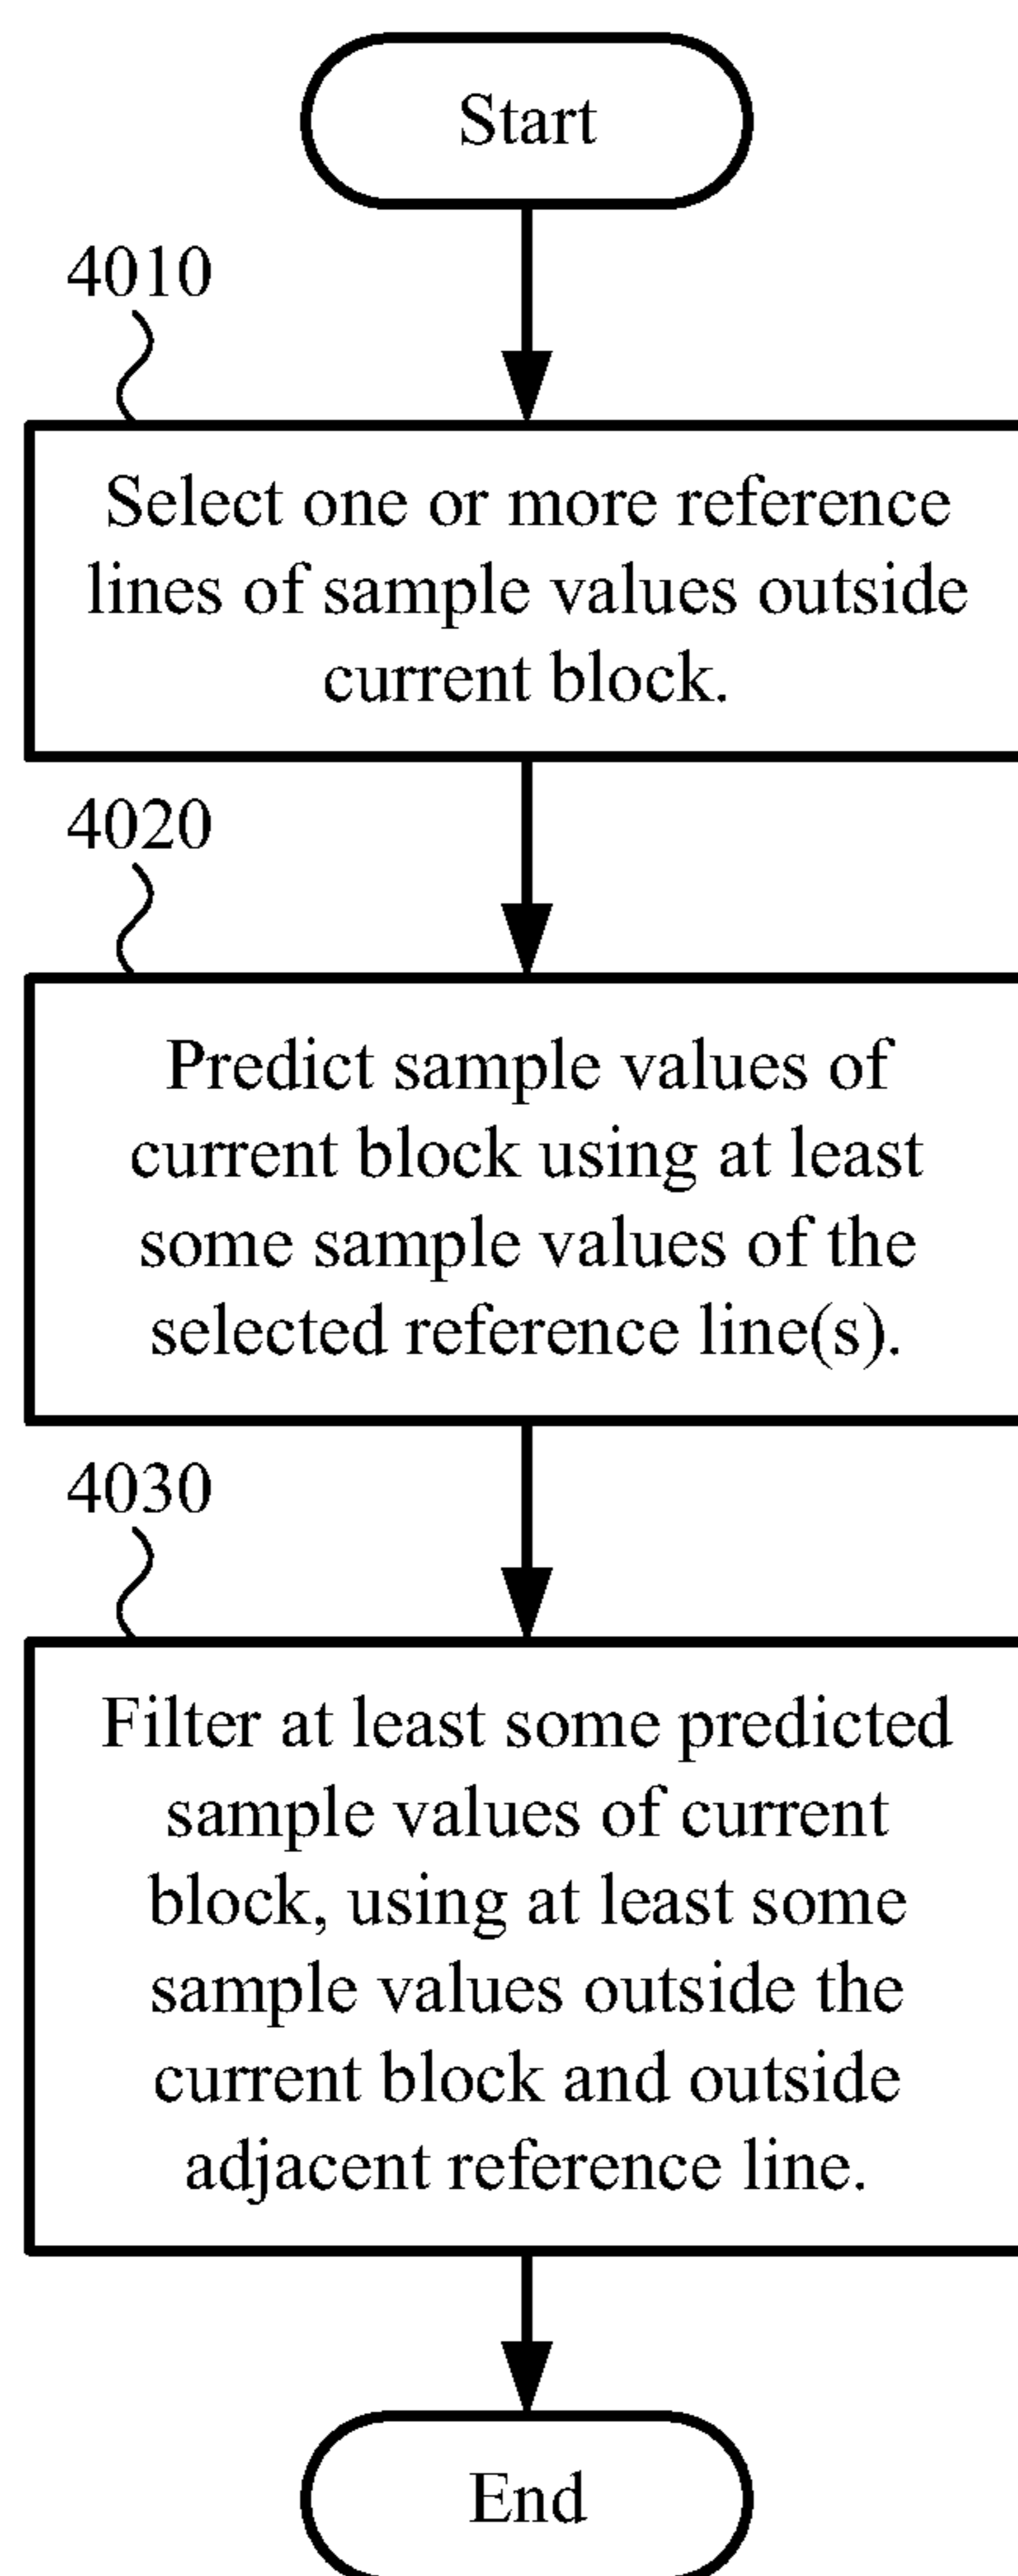 Start
4010
Select one or more reference
lines of sample values outside
current block.
4020
Predict sample values of
current block using at least
some sample values of the
selected reference line(s).
4030
Filter at least some predicted
sample values of current
block, using at least some
sample values outside the
current block and outside
adjacent reference line.
End